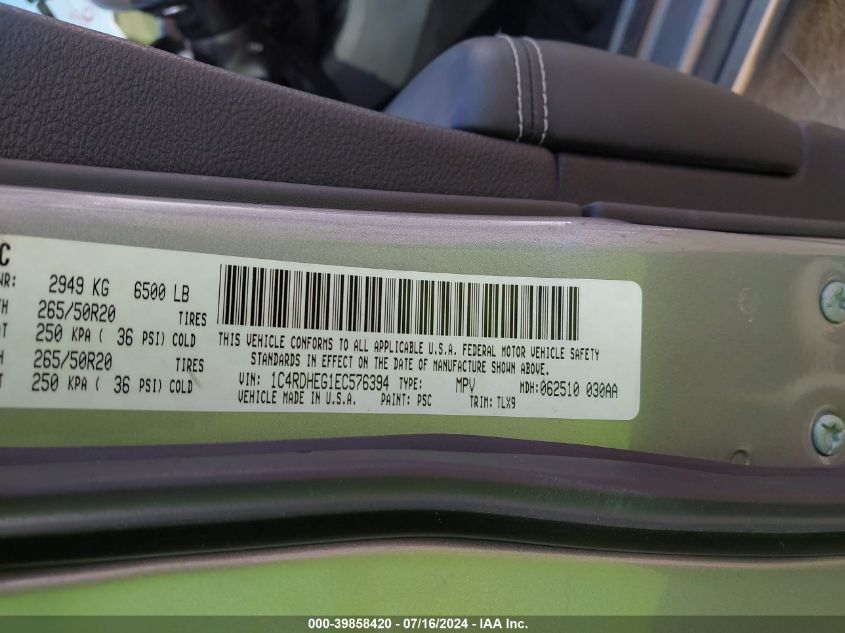 C
WR: 2949 KG 6500 LB
TH 265/50R20 TIRES
OT 250 KPA ( 36 PSI) COLD
H 265/50R20 TIRES
T 250 KPA ( 36 PSI) COLD
THIS VEHICLE CONFORMS TO ALL APPLICABLE U.S.A. FEDERAL MOTOR VEHICLE SAFETY
STANDARDS IN EFFECT ON THE DATE OF MANUFACTURE SHOWN ABOVE.
VIN: 1C4RDHEG1EC576394 TYPE: MPV MDH:062510 030AA
VEHICLE MADE IN U.S.A. PAINT: PSC TRIM: TLX9
000-39858420 - 07/16/2024 - IAA Inc.